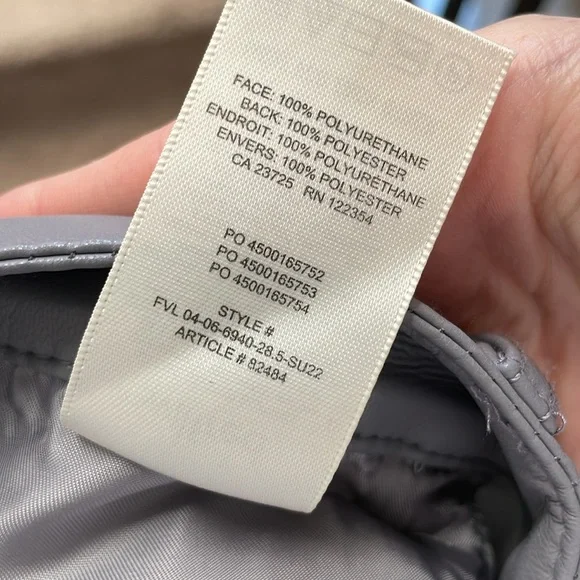 FACE: 100% POLYURETHANE
BACK: 100% POLYESTER
ENDROIT: 100% POLYURETHANE
ENVERS: 100% POLYESTER
CA 23725 RN 122354
PO 4500165752
PO 4500165753
PO 4500165754
STYLE #
FVL 04-06-6940-28.5-SU22
ARTICLE # 82484